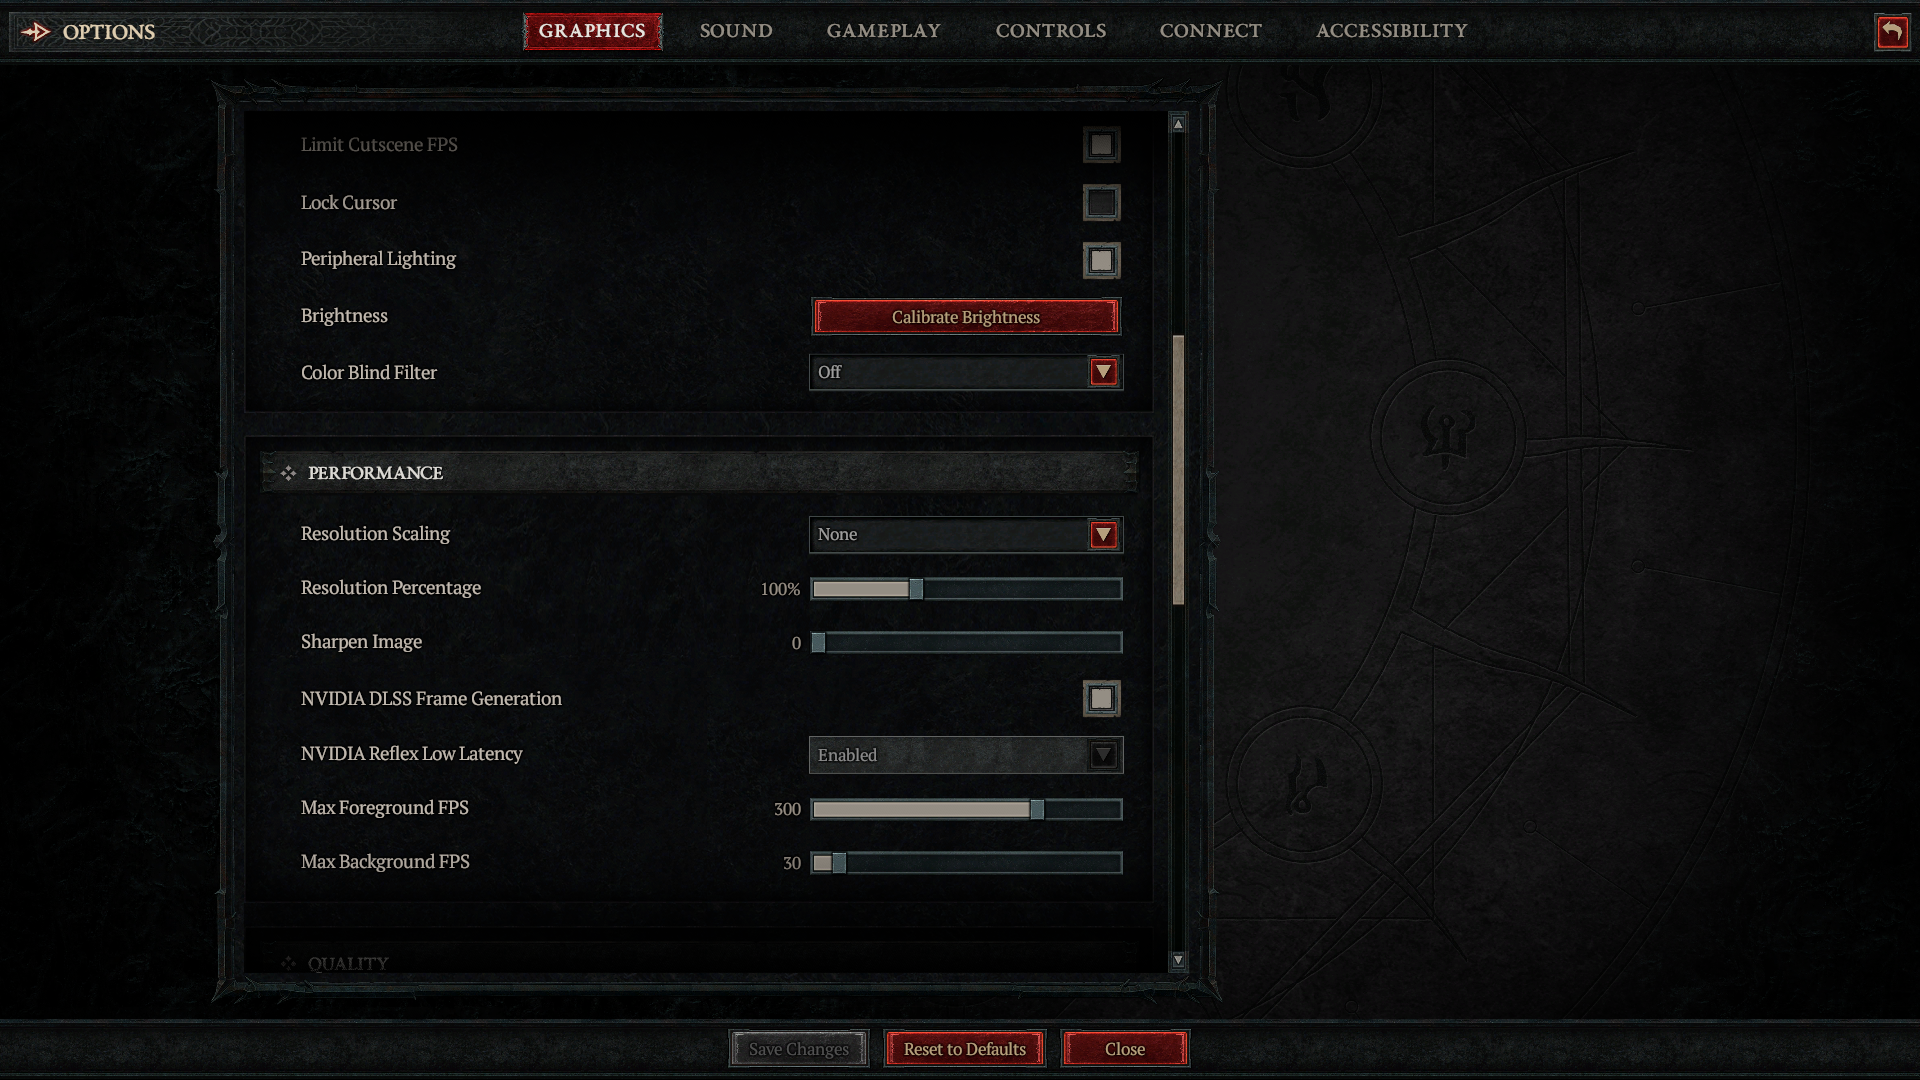 OPTIONS
GRAPHICS
SOUND
GAMEPLAY
CONTROLS
CONNECT
ACCESSIBILITY
Limit Cutscene FPS
Lock Cursor
Peripheral Lighting
Brightness
Calibrate Brightness
Color Blind Filter
Off
PERFORMANCE
Resolution Scaling
None
Resolution Percentage
100%
Sharpen Image
0
NVIDIA DLSS Frame Generation
NVIDIA Reflex Low Latency
Enabled
Max Foreground FPS
300
Max Background FPS
30
QUALITY
Save Changes
Reset to Defaults
Close